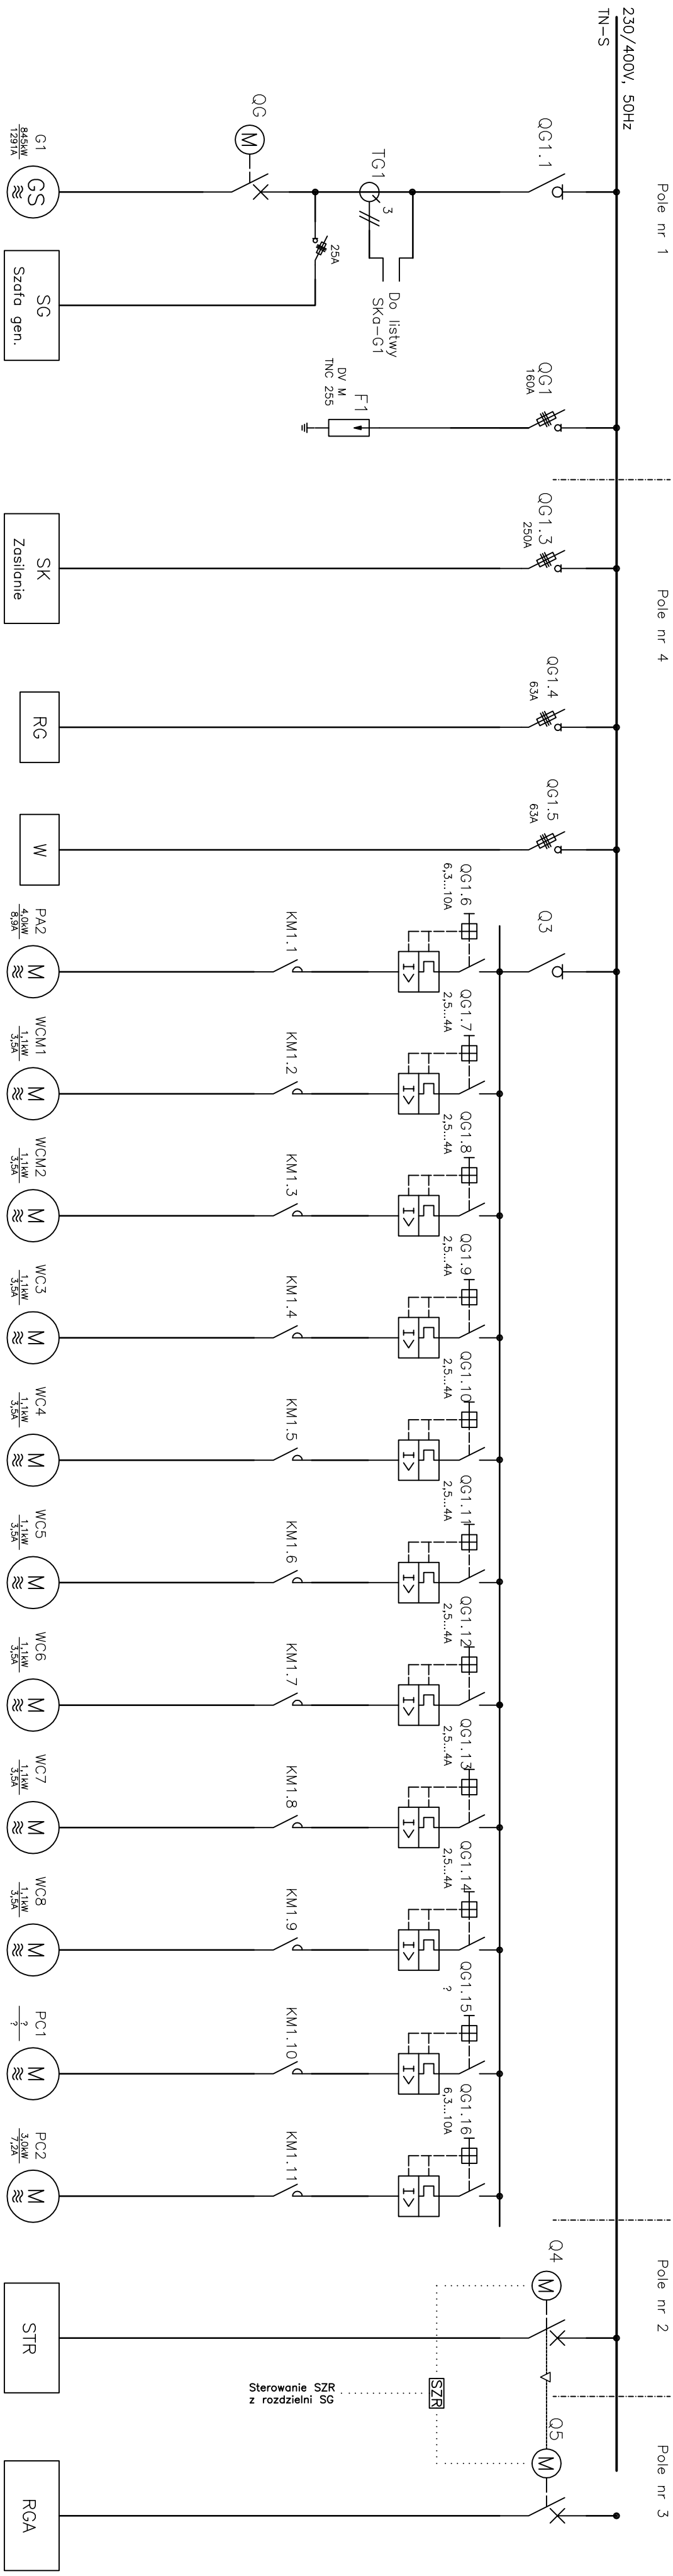 230/400V, 50Hz
TN-S
Pole nr 1
Pole nr 4
Pole nr 2
Pole nr 3
QG1.1
QG
M
TG1
3
Do listwy
SKa-G1
25A
G1
845kW
1291A
GS
SG
Szafa gen.
QG1
160A
F1
DV M
TNC 255
QG1.3
250A
SK
Zasilanie
QG1.4
63A
RG
QG1.5
63A
W
Q3
QG1.6
6,3...10A
I>
KM1.1
PA2
4,0kW
8,9A
M
QG1.7
2,5...4A
I>
KM1.2
WCM1
1,1kW
3,5A
M
QG1.8
2,5...4A
I>
KM1.3
WCM2
1,1kW
3,5A
M
QG1.9
2,5...4A
I>
KM1.4
WC3
1,1kW
3,5A
M
QG1.10
2,5...4A
I>
KM1.5
WC4
1,1kW
3,5A
M
QG1.11
2,5...4A
I>
KM1.6
WC5
1,1kW
3,5A
M
QG1.12
2,5...4A
I>
KM1.7
WC6
1,1kW
3,5A
M
QG1.13
2,5...4A
I>
KM1.8
WC7
1,1kW
3,5A
M
QG1.14
2,5...4A
I>
KM1.9
WC8
1,1kW
3,5A
M
QG1.15
?
I>
KM1.10
PC1
?
?
M
QG1.16
6,3...10A
I>
KM1.11
PC2
3,0kW
7,2A
M
Q4
M
STR
SZR
Sterowanie SZR
z rozdzielni SG
Q5
M
RGA